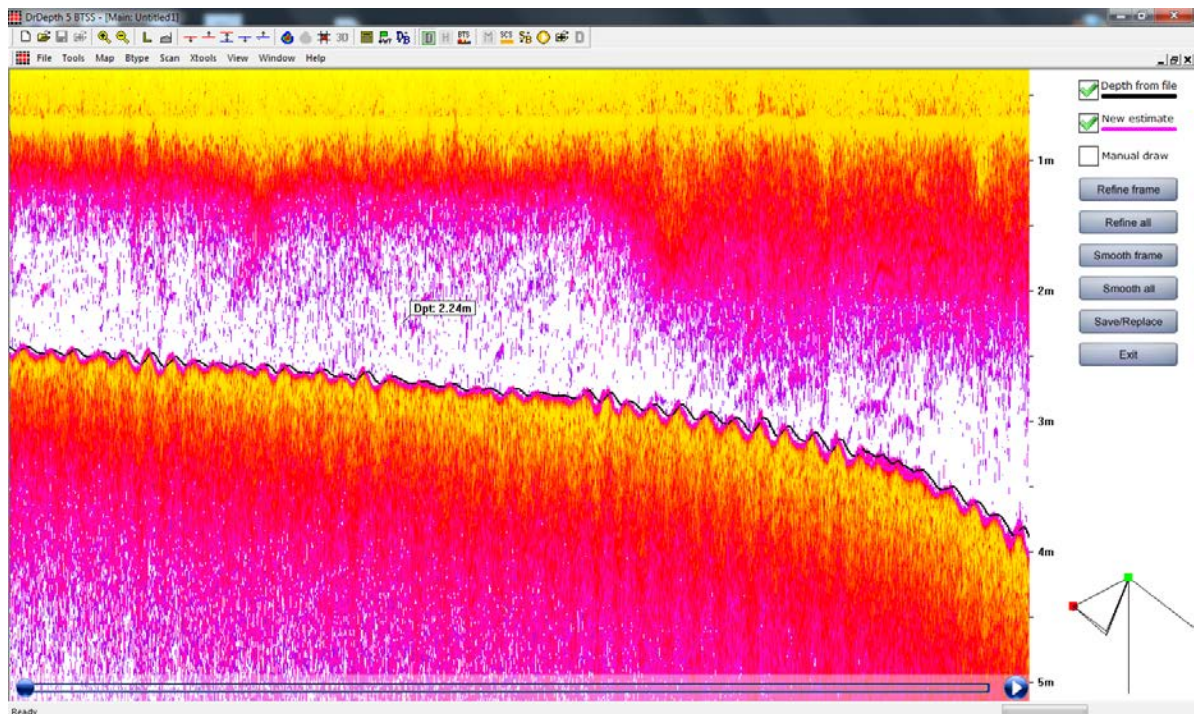 DrDepth 5 BTSS - [Main: Untitled1]
File Tools Map Btype Scan Xtools View Window Help
Depth from file
New estimate
Manual draw
Refine frame
Refine all
Smooth frame
Smooth all
Save/Replace
Exit
1m
2m
Dpt: 2.24m
3m
4m
5m
Ready